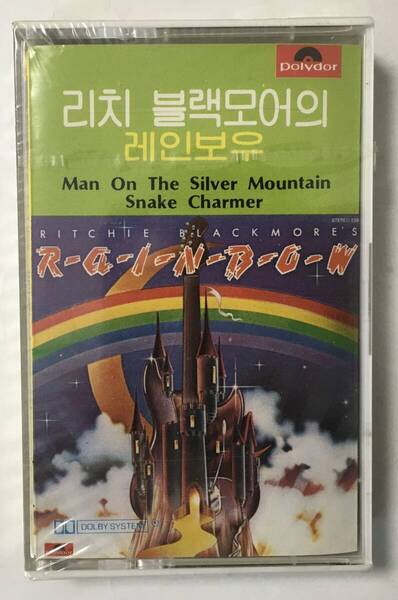 polydor
리치 블랙모어의
레인보우
Man On The Silver Mountain
Snake Charmer
RITCHIE BLACKMORE'S
R-A-I-N-B-O-W
DOLBY SYSTEM